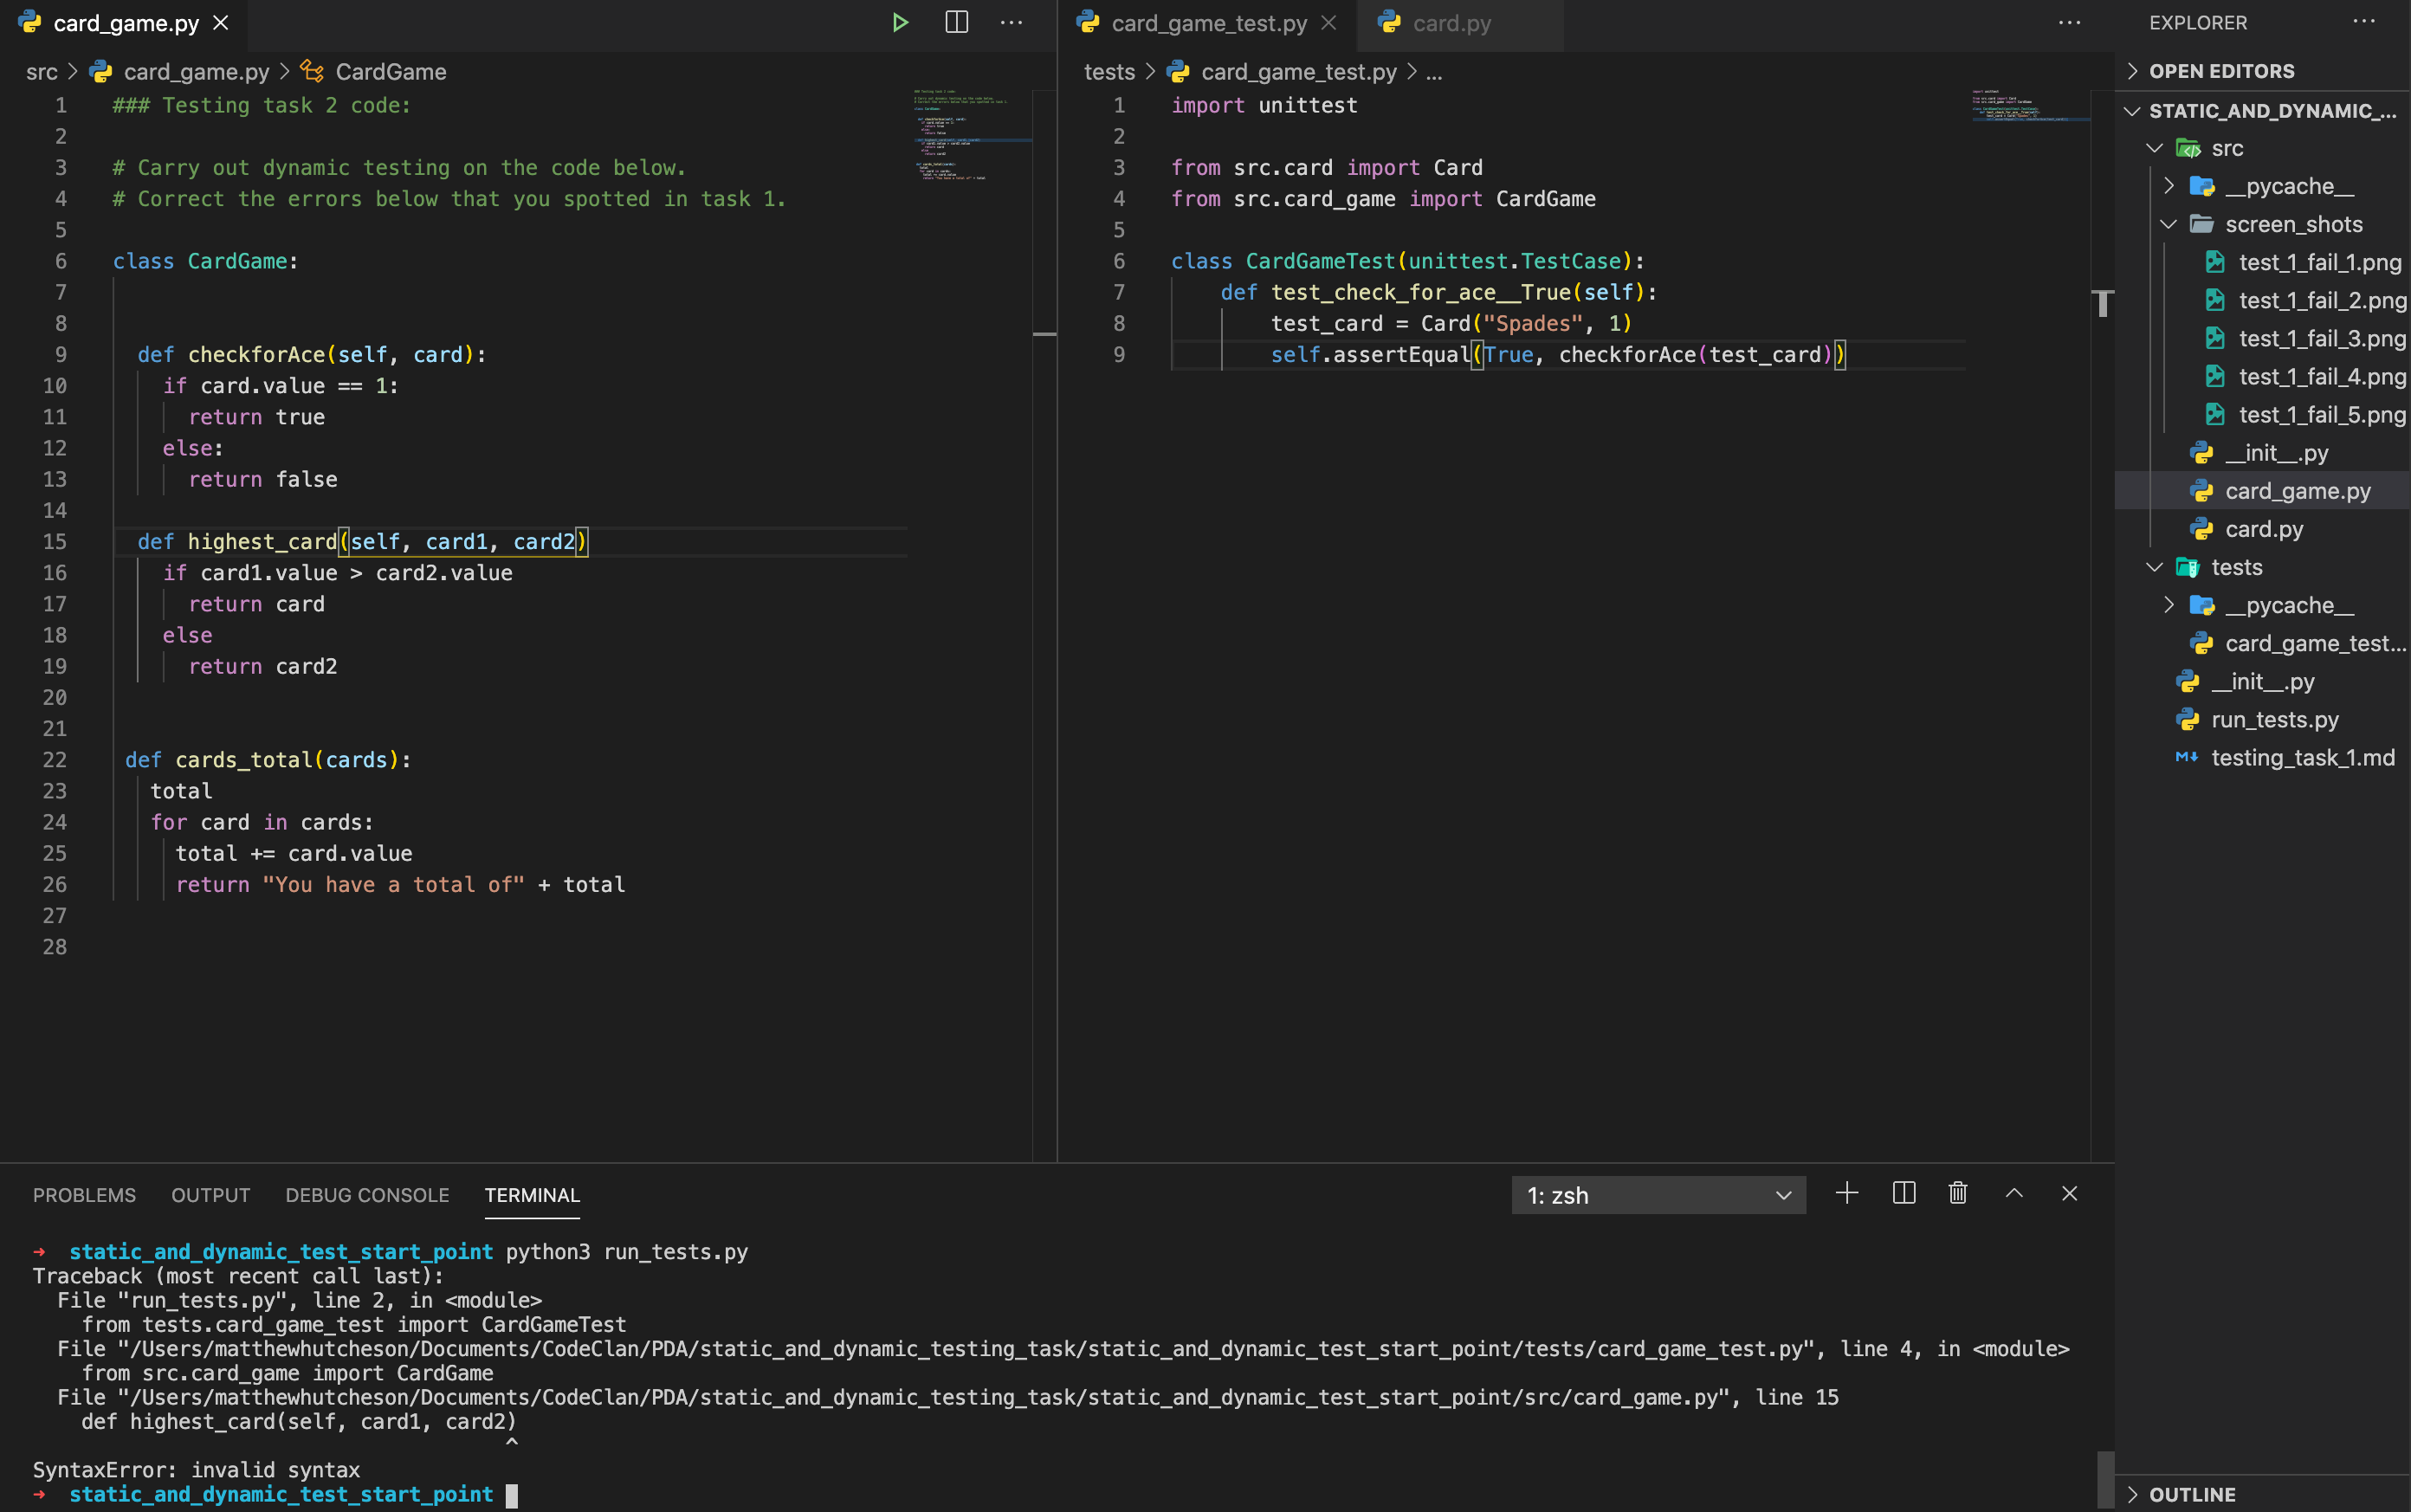 card_game.py
src > card_game.py > CardGame
1 ### Testing task 2 code:
2
3 # Carry out dynamic testing on the code below.
4 # Correct the errors below that you spotted in task 1.
5
6 class CardGame:
7
8
9 def checkforAce(self, card):
10 if card.value == 1:
11 return true
12 else:
13 return false
14
15 def highest_card(self, card1, card2)
16 if card1.value > card2.value
17 return card
18 else
19 return card2
20
21
22 def cards_total(cards):
23 total
24 for card in cards:
25 total += card.value
26 return "You have a total of" + total
27
28
card_game_test.py card.py
tests > card_game_test.py > ...
1 import unittest
2
3 from src.card import Card
4 from src.card_game import CardGame
5
6 class CardGameTest(unittest.TestCase):
7 def test_check_for_ace__True(self):
8 test_card = Card("Spades", 1)
9 self.assertEqual(True, checkforAce(test_card))
EXPLORER
OPEN EDITORS
STATIC_AND_DYNAMIC_...
src
__pycache__
screen_shots
test_1_fail_1.png
test_1_fail_2.png
test_1_fail_3.png
test_1_fail_4.png
test_1_fail_5.png
__init__.py
card_game.py
card.py
tests
__pycache__
card_game_test...
__init__.py
run_tests.py
testing_task_1.md
OUTLINE
PROBLEMS OUTPUT DEBUG CONSOLE TERMINAL 1: zsh
→ static_and_dynamic_test_start_point python3 run_tests.py
Traceback (most recent call last):
File "run_tests.py", line 2, in <module>
from tests.card_game_test import CardGameTest
File "/Users/matthewhutcheson/Documents/CodeClan/PDA/static_and_dynamic_testing_task/static_and_dynamic_test_start_point/tests/card_game_test.py", line 4, in <module>
from src.card_game import CardGame
File "/Users/matthewhutcheson/Documents/CodeClan/PDA/static_and_dynamic_testing_task/static_and_dynamic_test_start_point/src/card_game.py", line 15
def highest_card(self, card1, card2)
^
SyntaxError: invalid syntax
→ static_and_dynamic_test_start_point